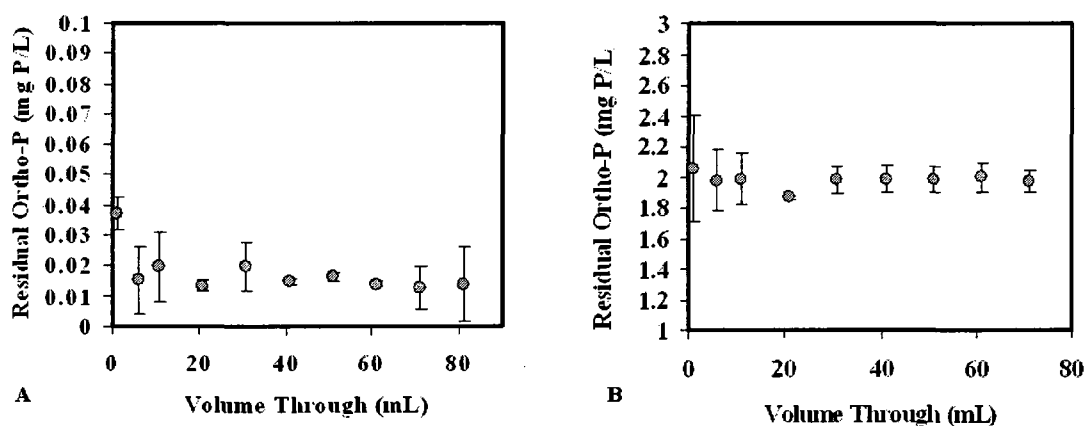 Residual Ortho-P (mg P/L)
0.1
0.09
0.08
0.07
0.06
0.05
0.04
0.03
0.02
0.01
0
0 20 40 60 80
A
Volume Through (mL)
Residual Ortho-P (mg P/L
3
2.8
2.6
2.4
2.2
2
1.8
1.6
1.4
1.2
1
0 20 40 60 80
B
Volume Through (mL)